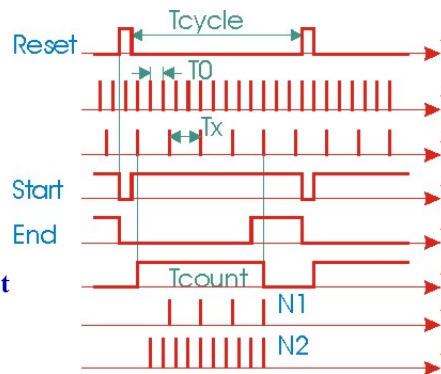 Tcycle
Reset
T0
Tx
Start
End
t
Tcount
N1
N2